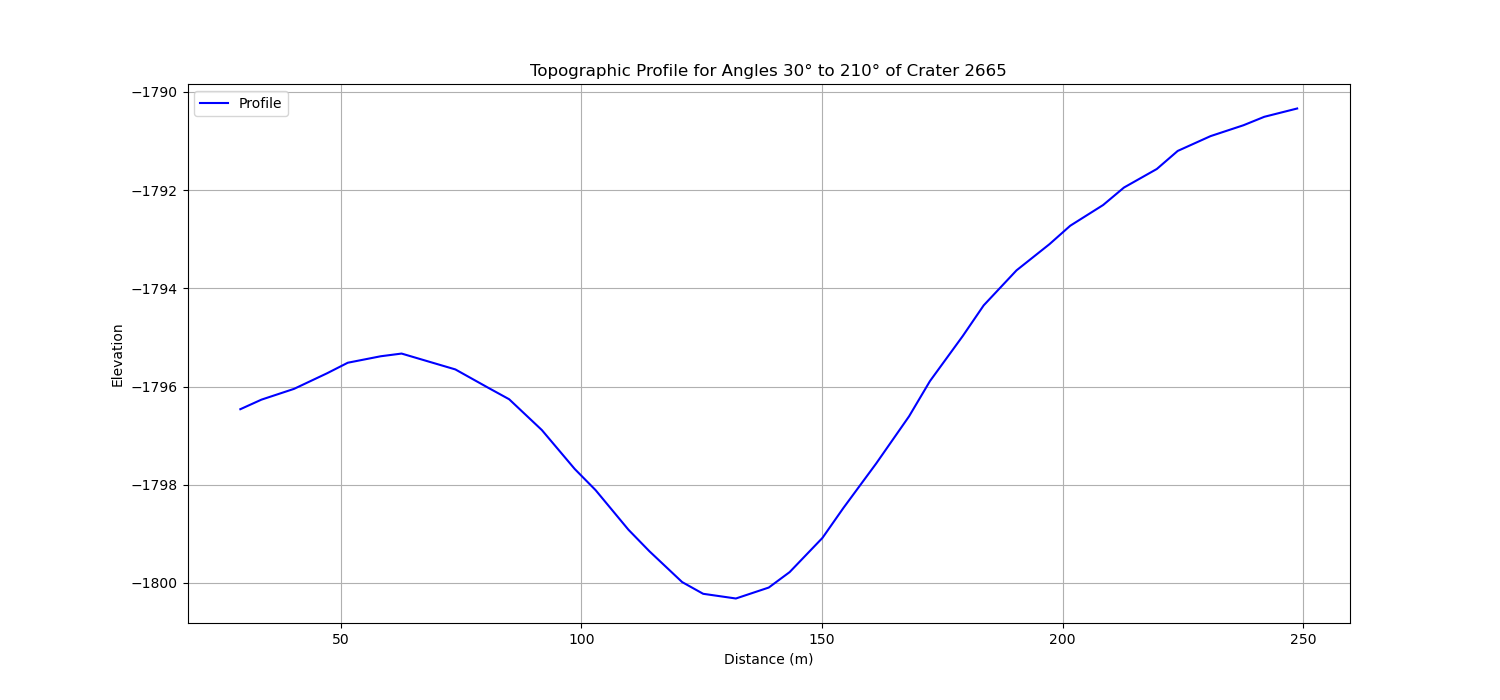 Topographic Profile for Angles 30° to 210° of Crater 2665
Profile
Elevation
−1790
−1792
−1794
−1796
−1798
−1800
50 100 150 200 250
Distance (m)